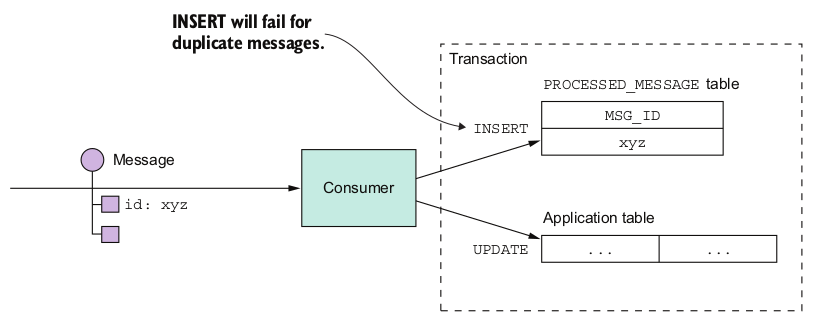 INSERT will fail for
duplicate messages.
Transaction
PROCESSED_MESSAGE table
INSERT
MSG_ID
xyz
Message
id: xyz
Consumer
Application table
UPDATE
... ...